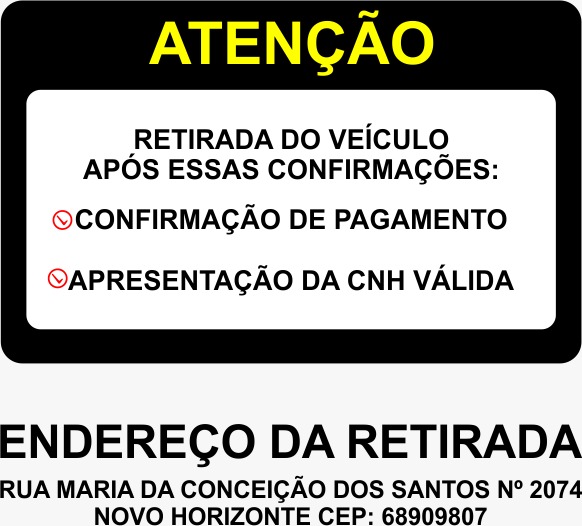 ATENÇÃO
RETIRADA DO VEÍCULO
APÓS ESSAS CONFIRMAÇÕES:
CONFIRMAÇÃO DE PAGAMENTO
APRESENTAÇÃO DA CNH VÁLIDA
ENDEREÇO DA RETIRADA
RUA MARIA DA CONCEIÇÃO DOS SANTOS Nº 2074
NOVO HORIZONTE CEP: 68909807